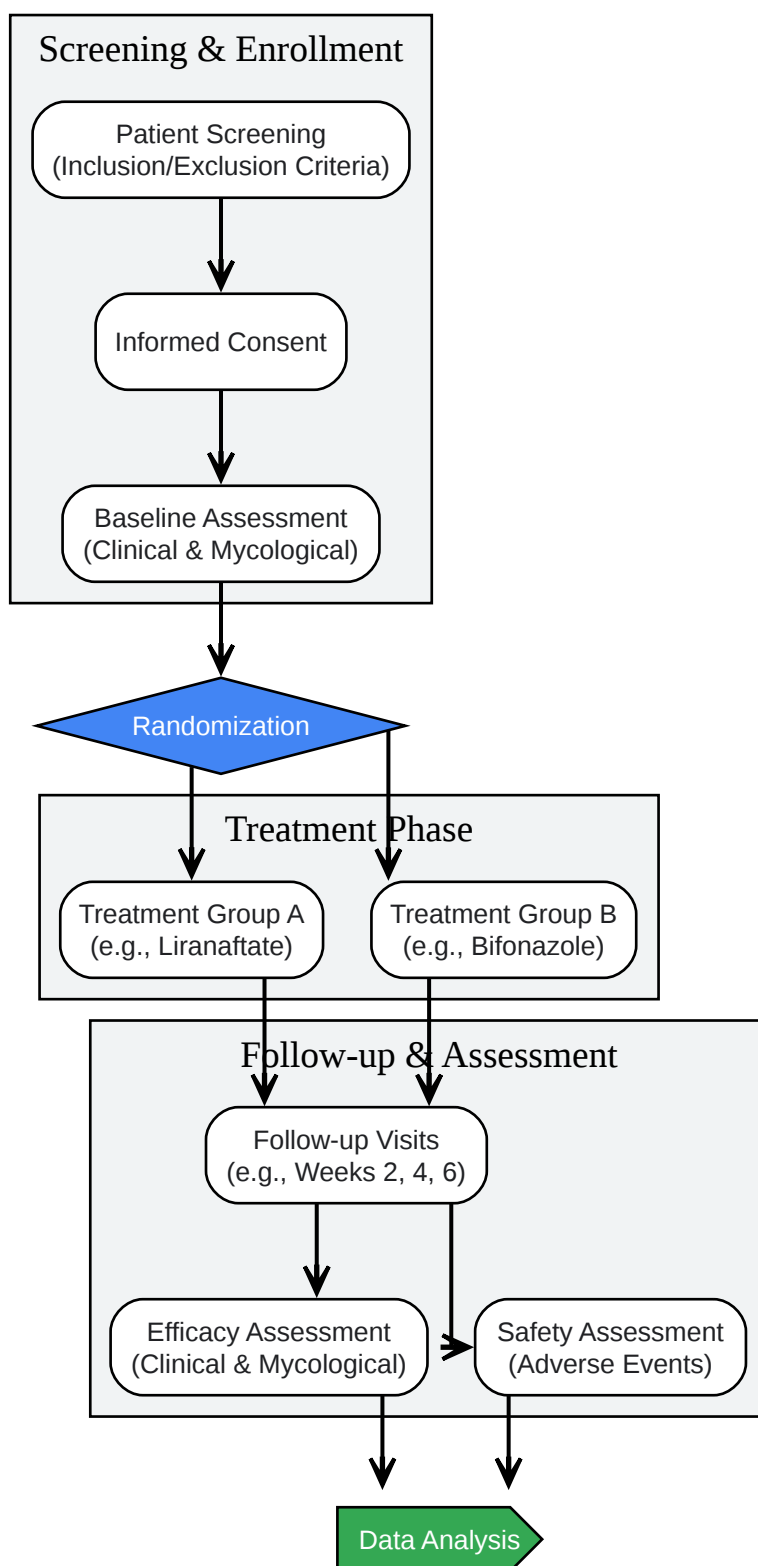 Screening & Enrollment
Patient Screening
(Inclusion/Exclusion Criteria)
Informed Consent
Baseline Assessment
(Clinical & Mycological)
Randomization
Treatment Phase
Treatment Group A
(e.g., Liranaftate)
Treatment Group B
(e.g., Bifonazole)
Follow-up & Assessment
Follow-up Visits
(e.g., Weeks 2, 4, 6)
Efficacy Assessment
(Clinical & Mycological)
Safety Assessment
(Adverse Events)
Data Analysis